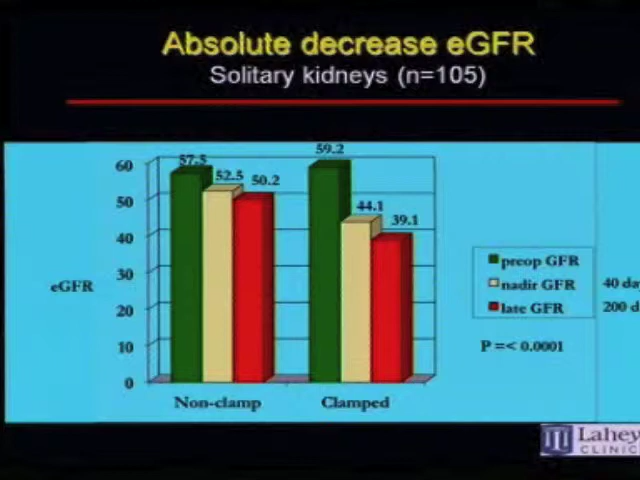 Absolute decrease eGFR
Solitary kidneys (n=105)
60
50
40
30
20
10
0
eGFR
57.5
52.5
50.2
59.2
44.1
39.1
Non-clamp
Clamped
preop GFR
nadir GFR
late GFR
40
200
P =< 0.0001
Lahey
CLINIC